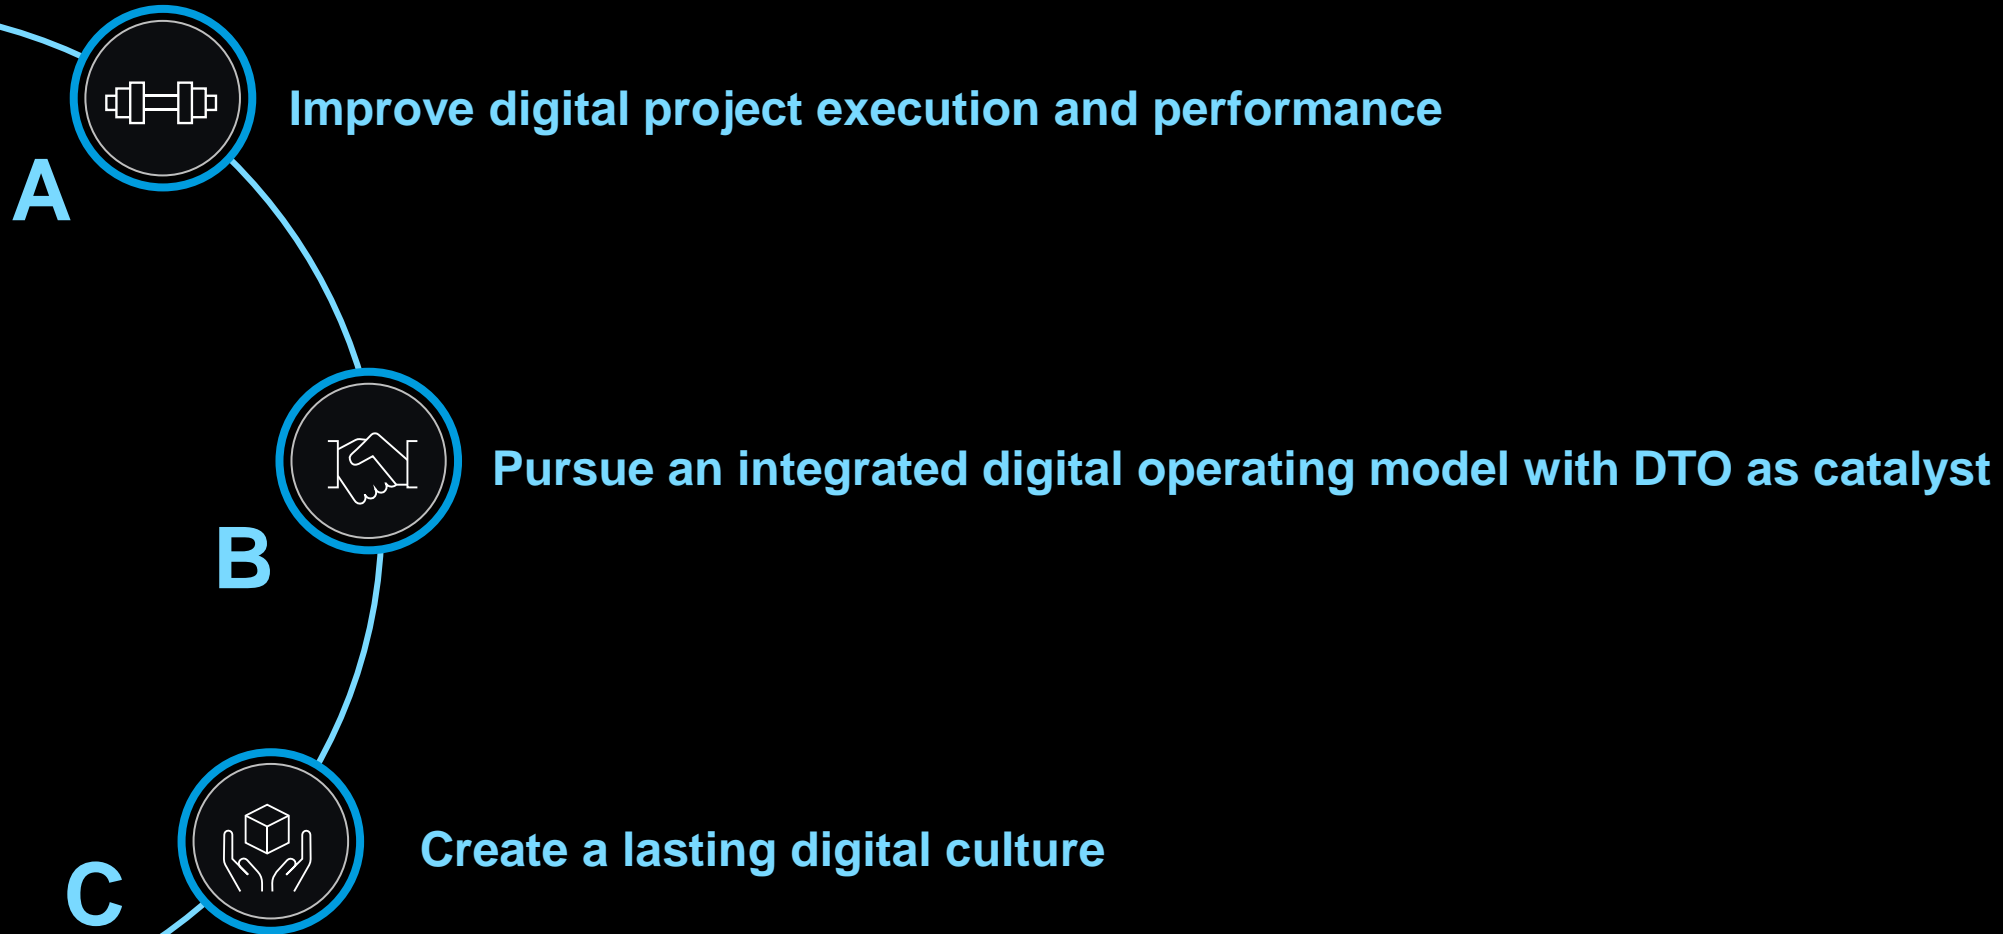 A
Improve digital project execution and performance
B
Pursue an integrated digital operating model with DTO as catalyst
C
Create a lasting digital culture